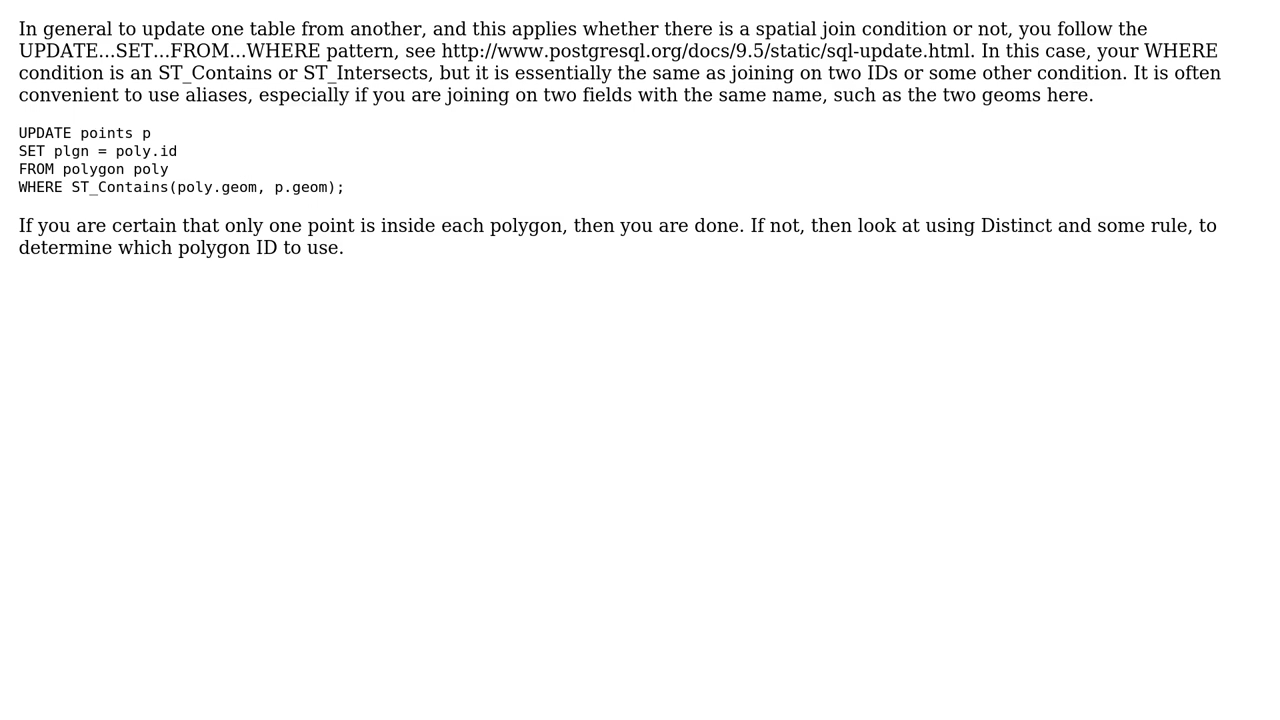 In general to update one table from another, and this applies whether there is a spatial join condition or not, you follow the
UPDATE...SET...FROM...WHERE pattern, see http://www.postgresql.org/docs/9.5/static/sql-update.html. In this case, your WHERE
condition is an ST_Contains or ST_Intersects, but it is essentially the same as joining on two IDs or some other condition. It is often
convenient to use aliases, especially if you are joining on two fields with the same name, such as the two geoms here.
UPDATE points p
SET plgn = poly.id
FROM polygon poly
WHERE ST_Contains(poly.geom, p.geom);
If you are certain that only one point is inside each polygon, then you are done. If not, then look at using Distinct and some rule, to
determine which polygon ID to use.